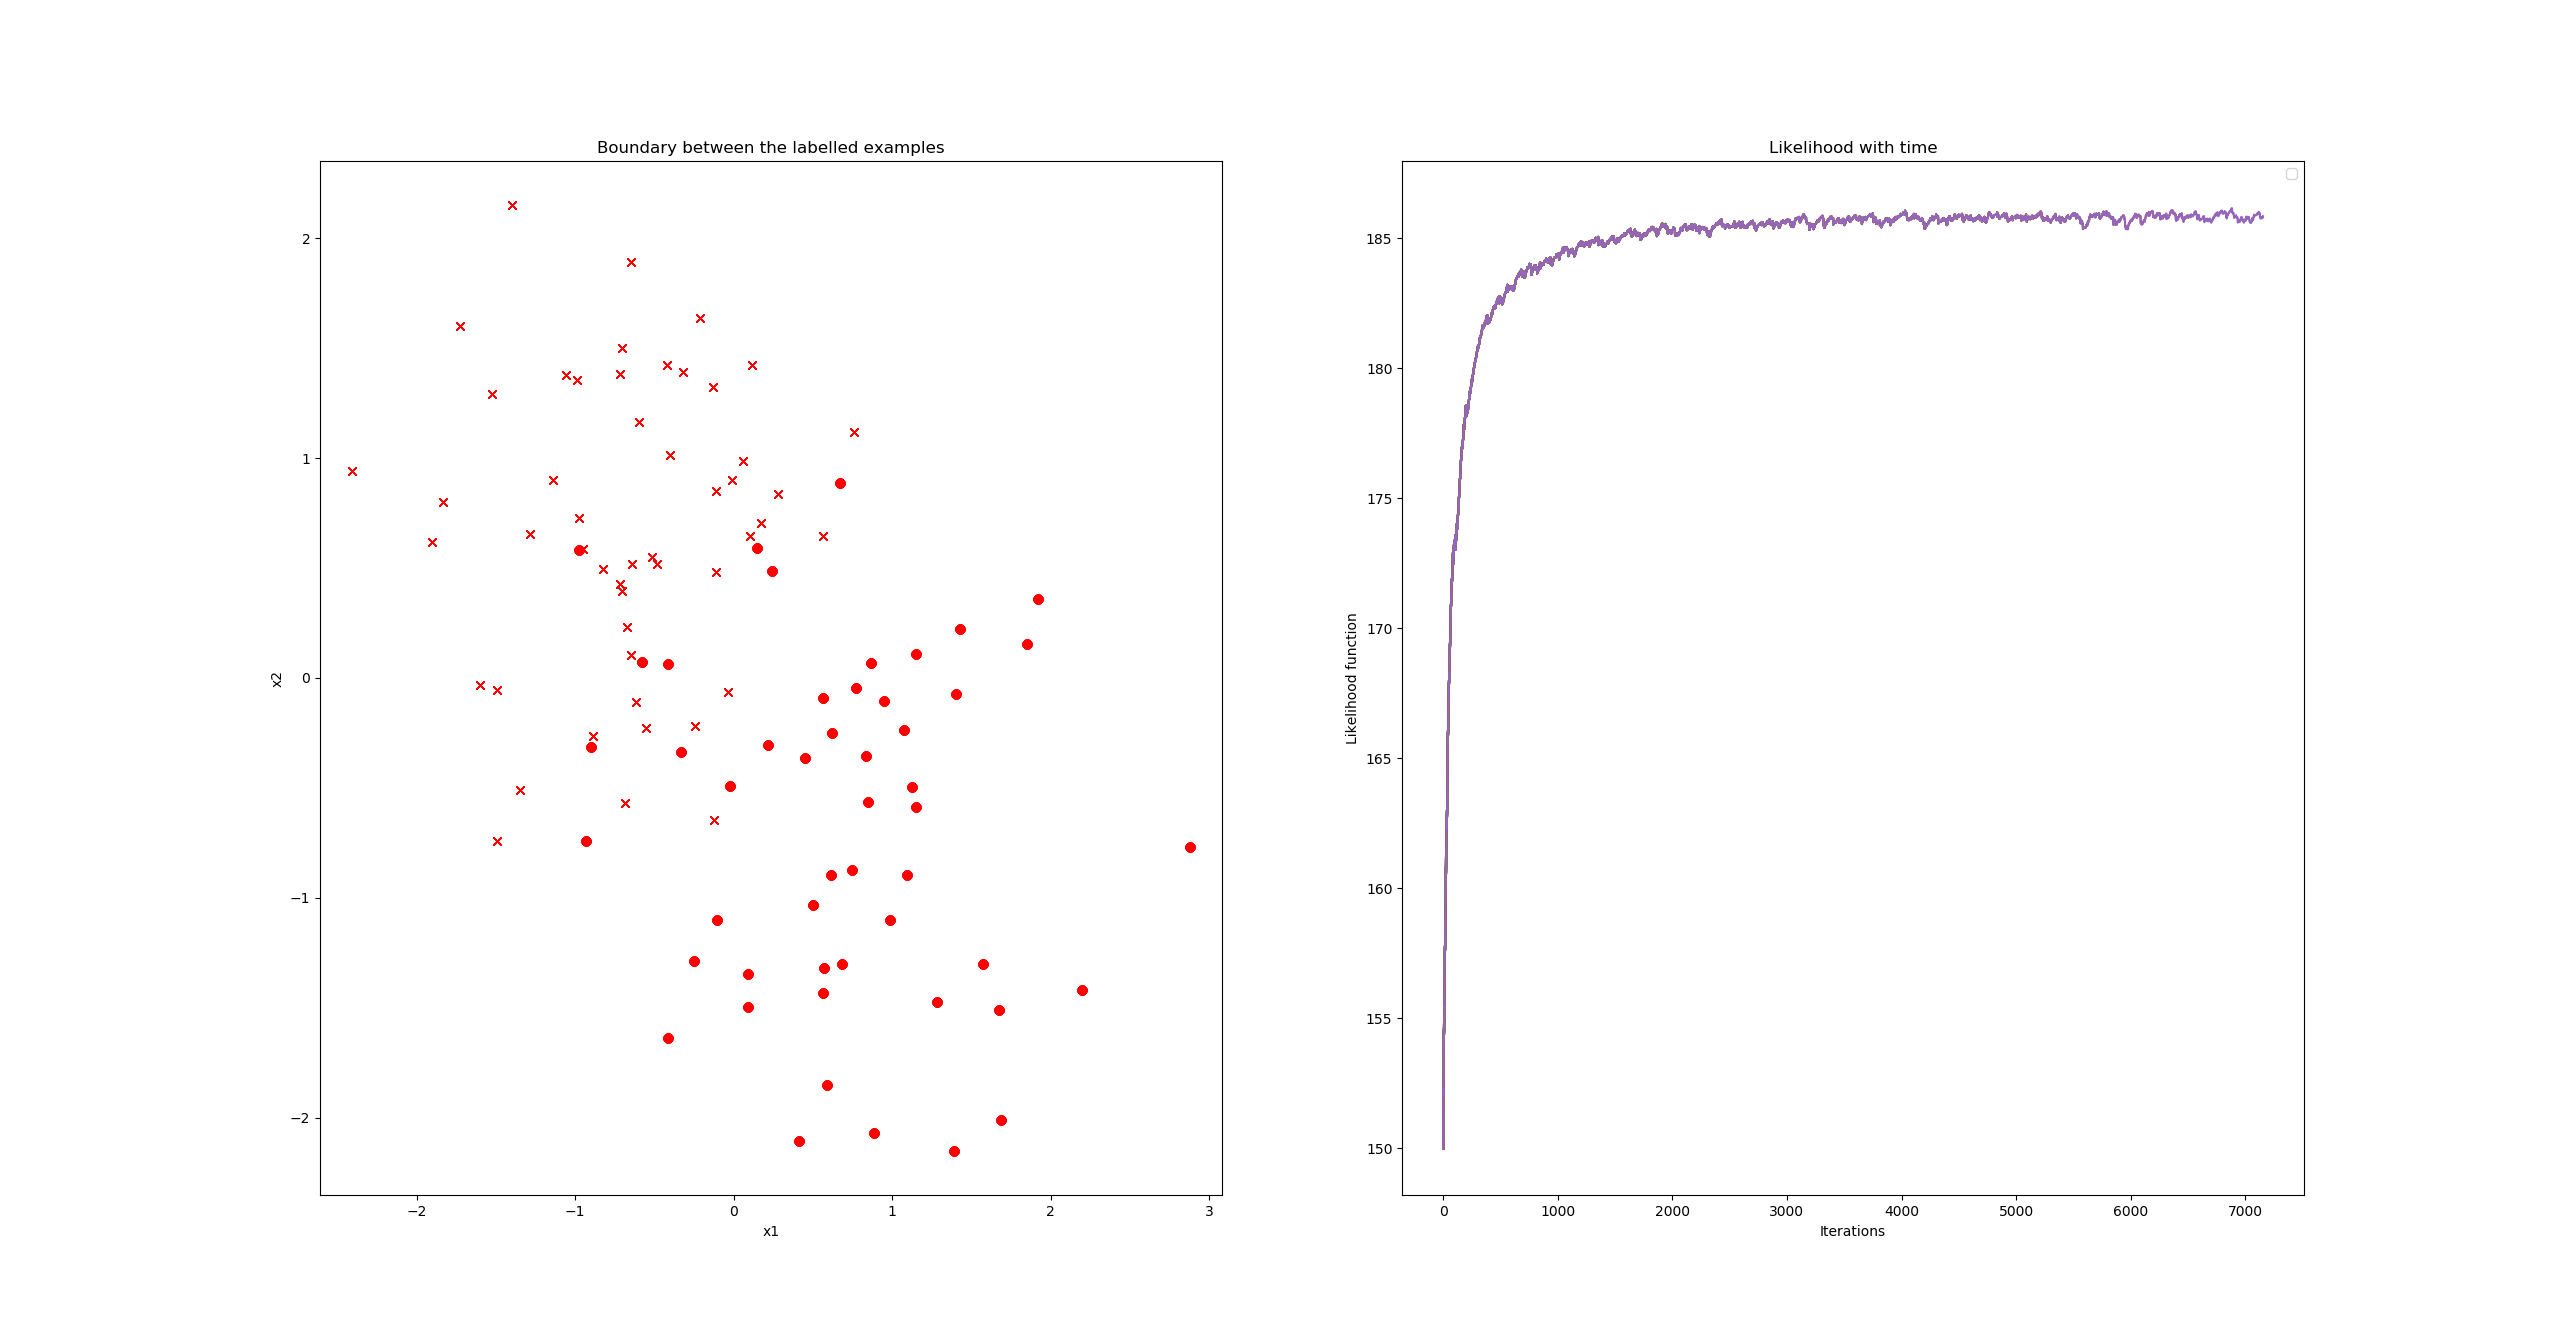 Boundary between the labelled examples
2
1
0
−1
−2
x2
−2 −1 0 1 2 3
x1
Likelihood with time
185
180
175
170
165
160
155
150
Likelihood function
0 1000 2000 3000 4000 5000 6000 7000
Iterations